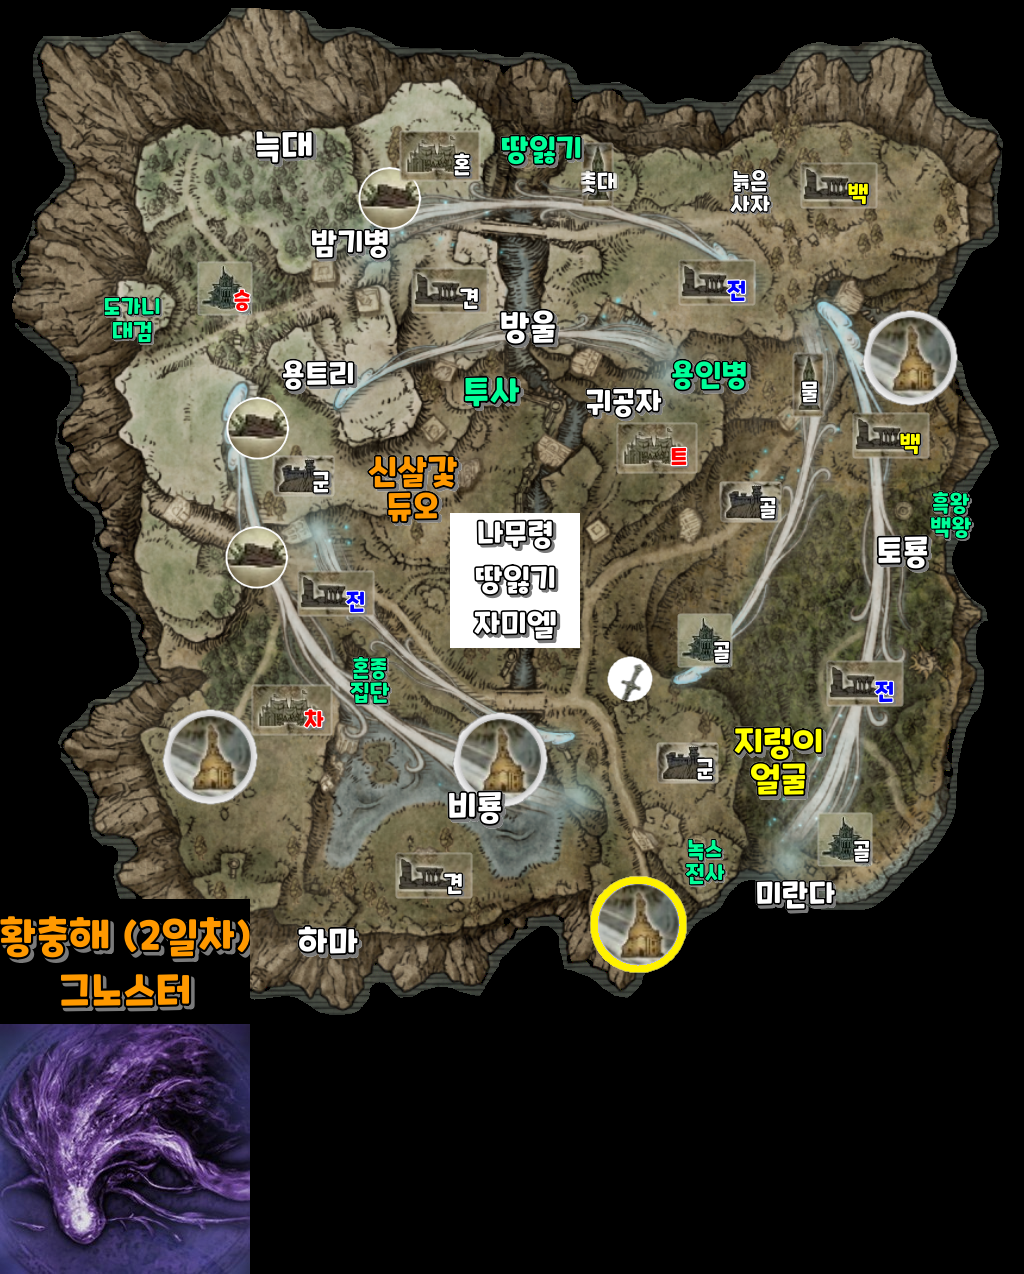 늑대
혼
땅잃기
촛대
늙은
사자
백
밤기병
승
도가니
대검
견
전
방울
용트리
투사
용인병
귀공자
물
트
백
신살갗
듀오
군
골
흑왕
백왕
토룡
나무령
땅잃기
자미엘
전
골
혼종
집단
전
차
지렁이
얼굴
군
비룡
녹스
전사
골
견
미란다
하마
황충해 (2일차)
그노스터